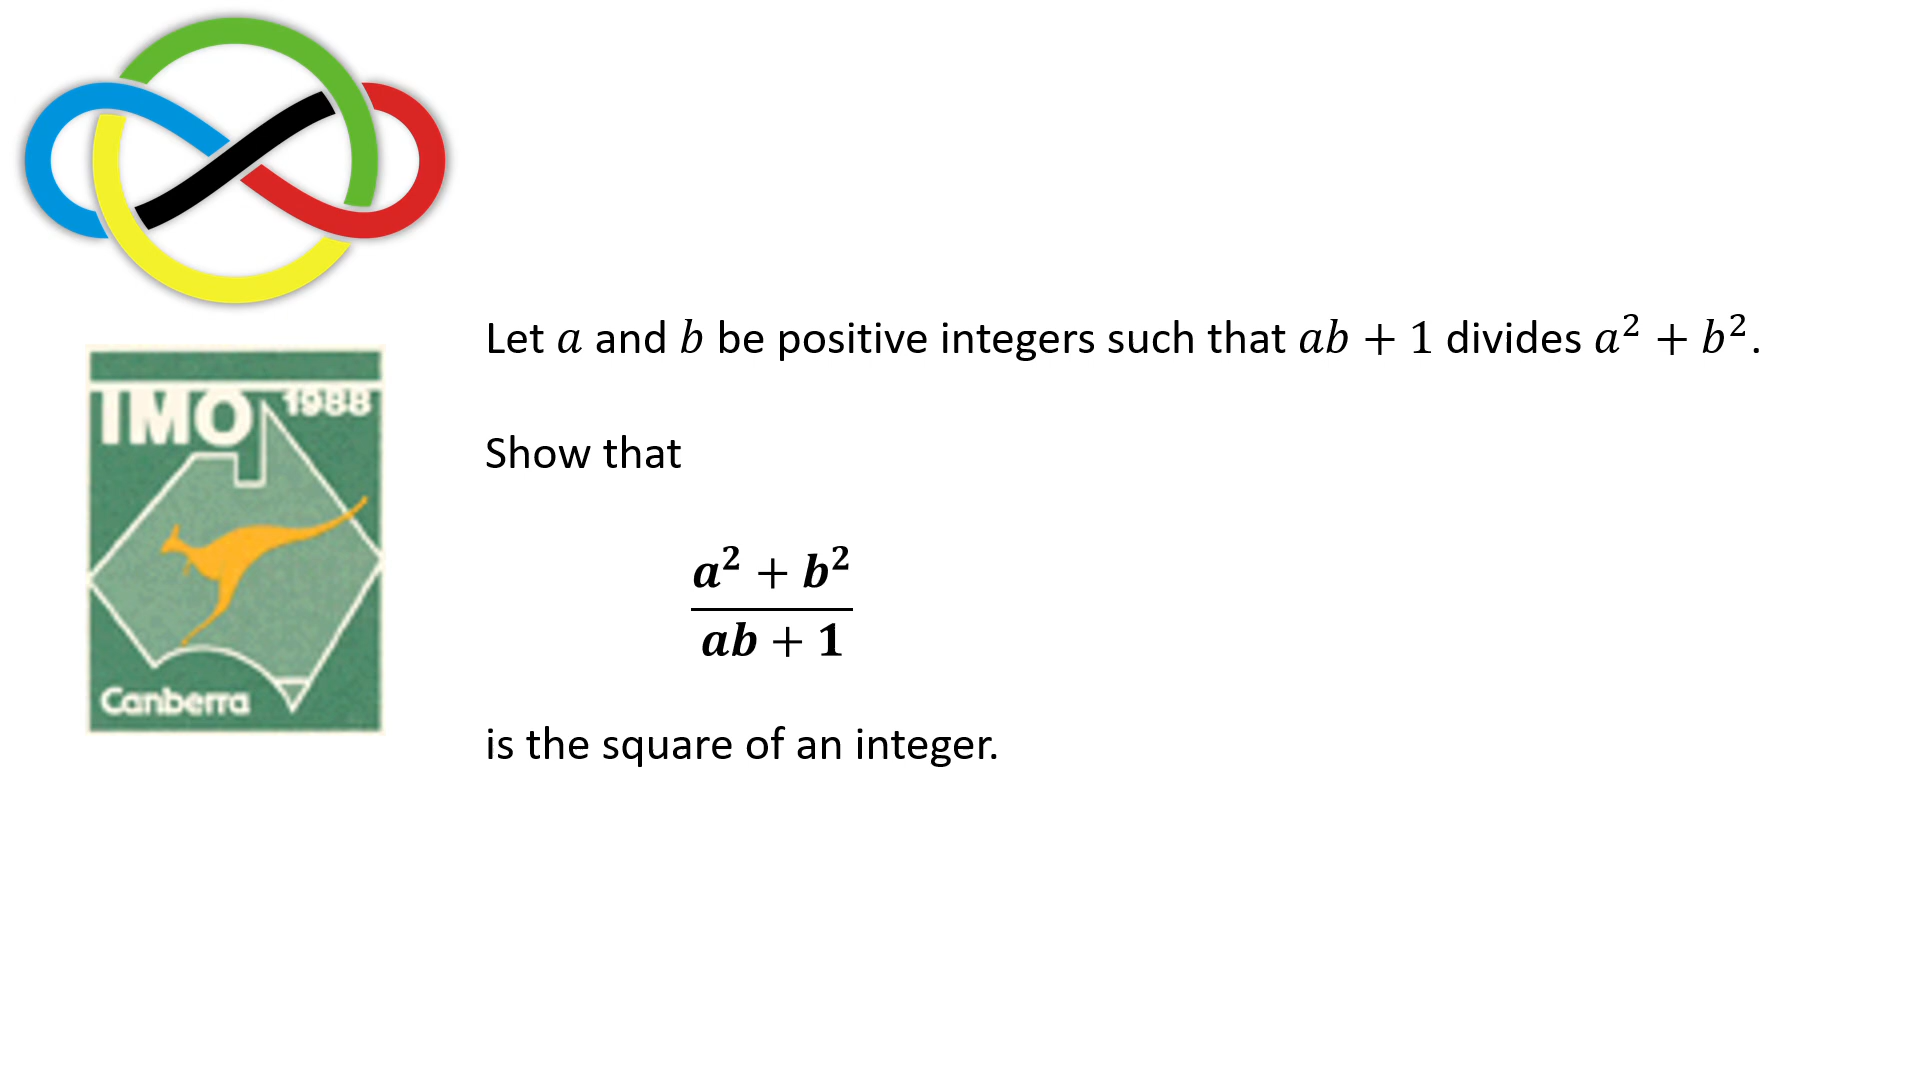 IMO 1988
Canberra
Let a and b be positive integers such that ab + 1 divides a² + b².
Show that
a² + b²
ab + 1
is the square of an integer.